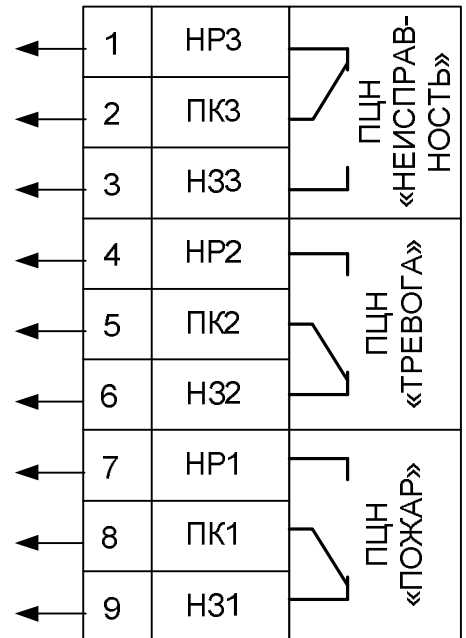 1 НР3
2 ПК3
3 НЗ3
ПЦН
«НЕИСПРАВ-
НОСТЬ»
4 НР2
5 ПК2
6 НЗ2
ПЦН
«ТРЕВОГА»
7 НР1
8 ПК1
9 НЗ1
ПЦН
«ПОЖАР»